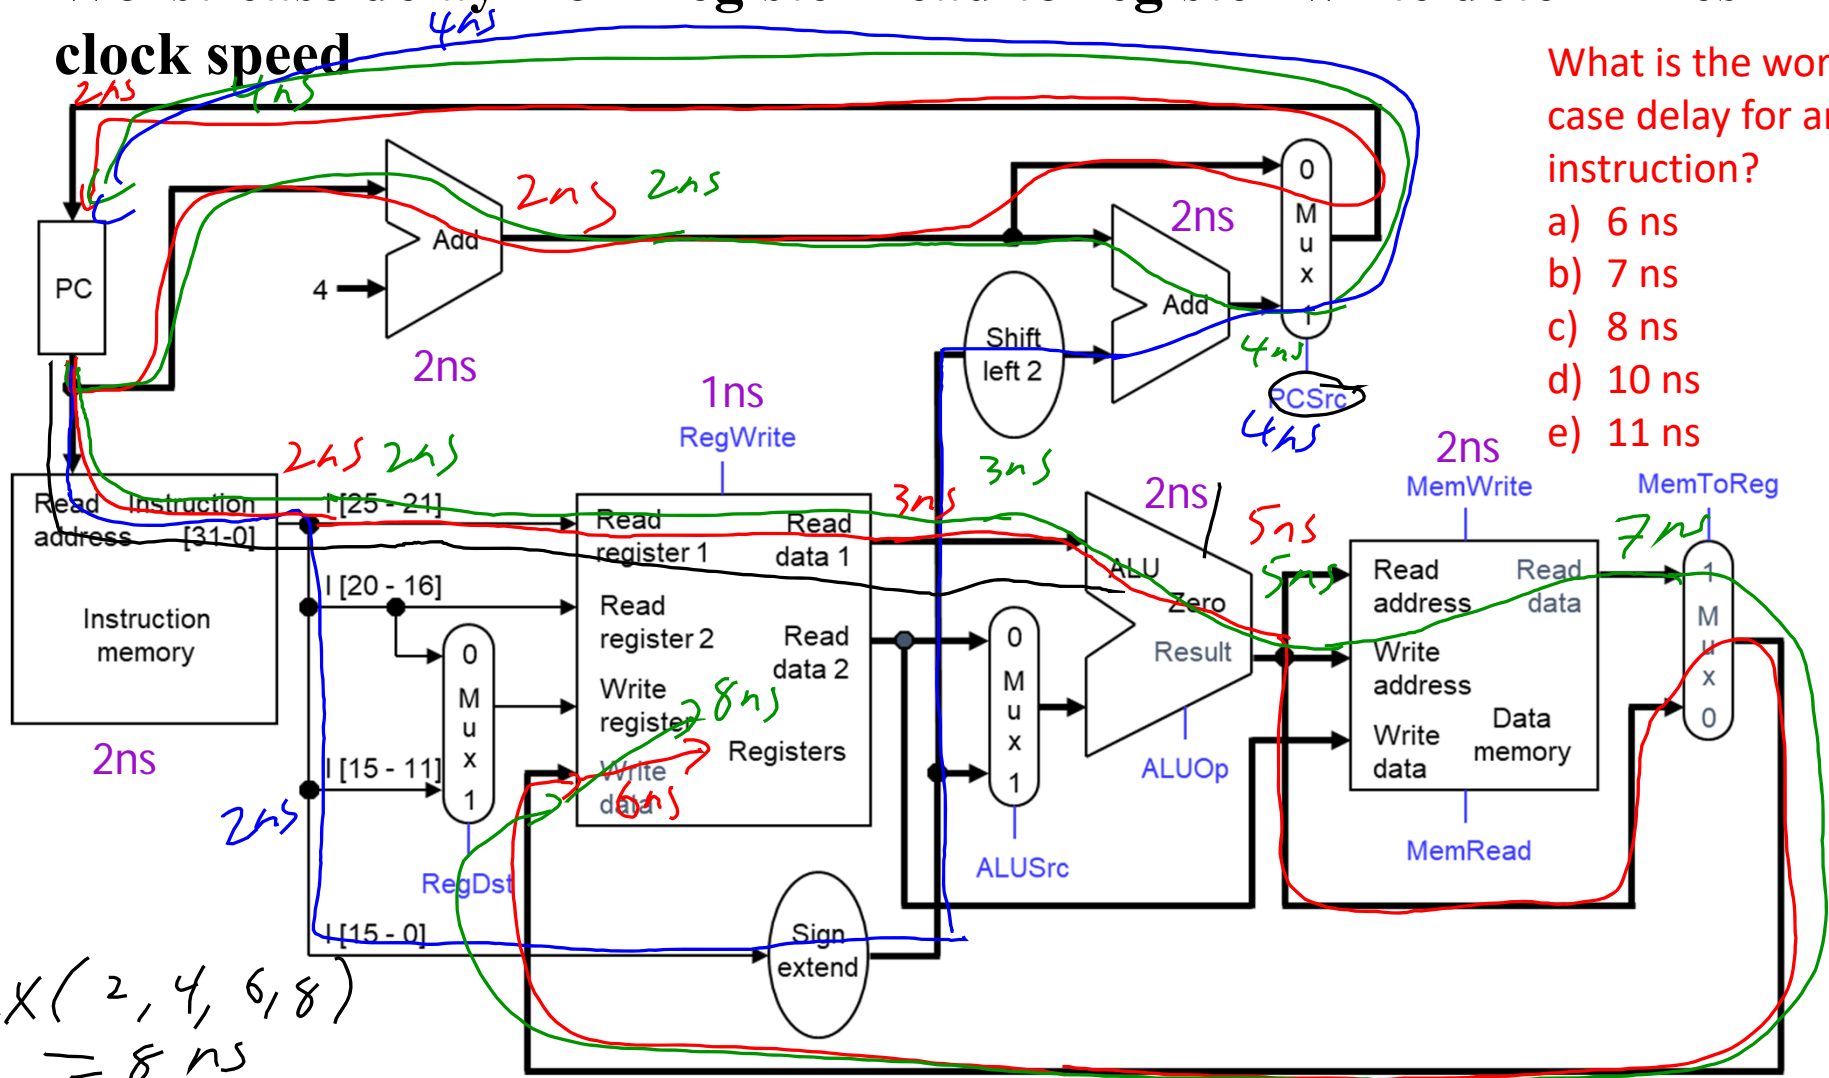 clock speed
4ns
2ns
4ns
What is the wor
case delay for a
instruction?
a) 6 ns
b) 7 ns
c) 8 ns
d) 10 ns
e) 11 ns
PC
4
Add
2ns
2ns
2ns
Shift
left 2
Add
2ns
4ns
0
M
u
x
1
PCSrc
4ns
Read
address
Instruction
[31-0]
Instruction
memory
2ns
2ns
2ns
I [25 - 21]
I [20 - 16]
I [15 - 11]
I [15 - 0]
2ns
0
M
u
x
1
RegDst
1ns
RegWrite
Read
register 1
Read
data 1
Read
register 2
Read
data 2
Write
register
Write
data
Registers
8ns
6ns
Sign
extend
3ns
3ns
0
M
u
x
1
ALUSrc
2ns
ALU
Zero
Result
ALUOp
5ns
5ns
2ns
MemWrite
Read
address
Read
data
Write
address
Write
data
Data
memory
MemRead
7ns
MemToReg
1
M
u
x
0
x( 2, 4, 6, 8)
= 8 ns